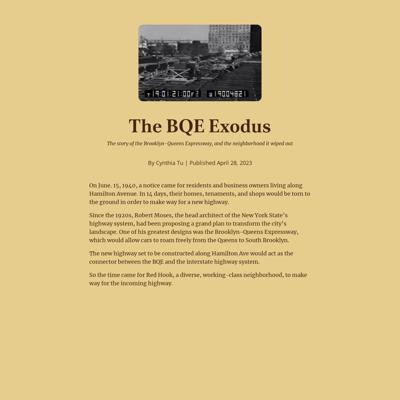 The BQE Exodus
The story of the Brooklyn-Queens Expressway, and the neighborhood it wiped out
By Cynthia Tu | Published April 28, 2023
On June. 15, 1940, a notice came for residents and business owners living along
Hamilton Avenue. In 14 days, their homes, tenaments, and shops would be torn to
the ground in order to make way for a new highway.
Since the 1920s, Robert Moses, the head architect of the New York State's
highway system, had been proposing a grand plan to transform the city's
landscape. One of his greatest designs was the Brooklyn-Queens Expressway,
which would allow cars to roam freely from the Queens to South Brooklyn.
The new highway set to be constructed along Hamilton Ave would act as the
connector between the BQE and the interstate highway system.
So the time came for Red Hook, a diverse, working-class neighborhood, to make
way for the incoming highway.